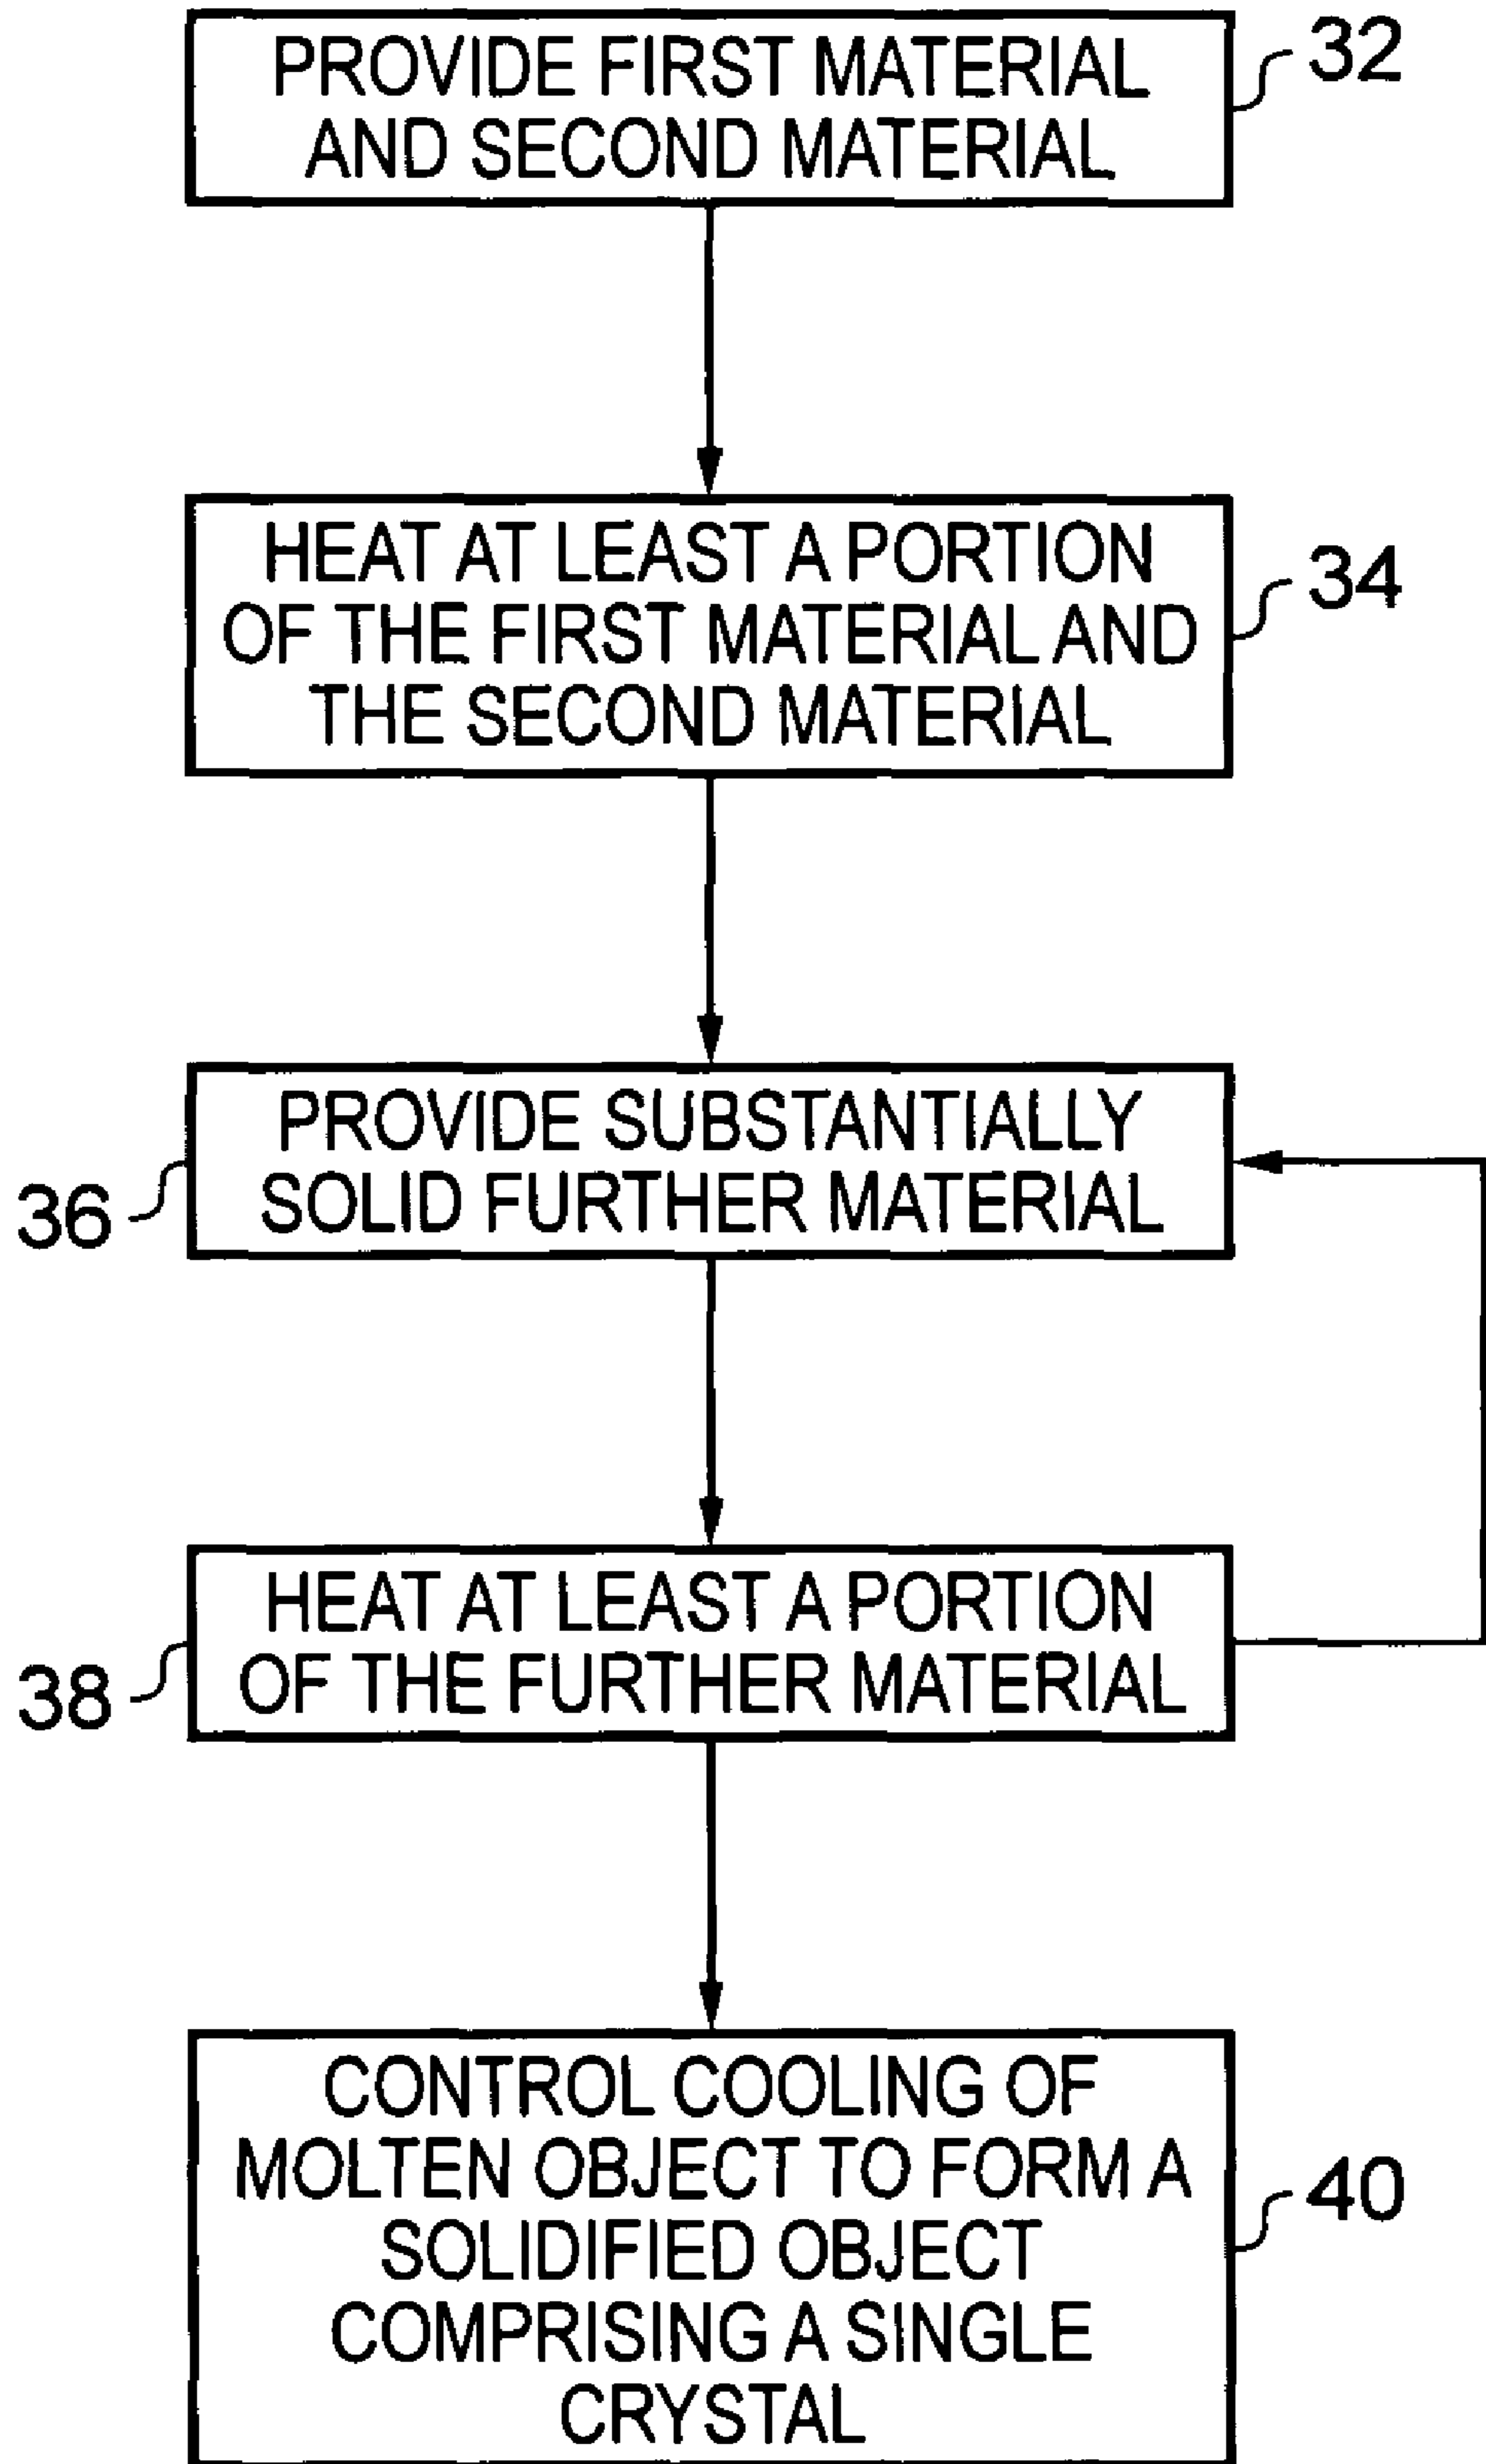 PROVIDE FIRST MATERIAL
AND SECOND MATERIAL
32
HEAT AT LEAST A PORTION
OF THE FIRST MATERIAL AND
THE SECOND MATERIAL
34
PROVIDE SUBSTANTIALLY
SOLID FURTHER MATERIAL
36
HEAT AT LEAST A PORTION
OF THE FURTHER MATERIAL
38
CONTROL COOLING OF
MOLTEN OBJECT TO FORM A
SOLIDIFIED OBJECT
COMPRISING A SINGLE
CRYSTAL
40